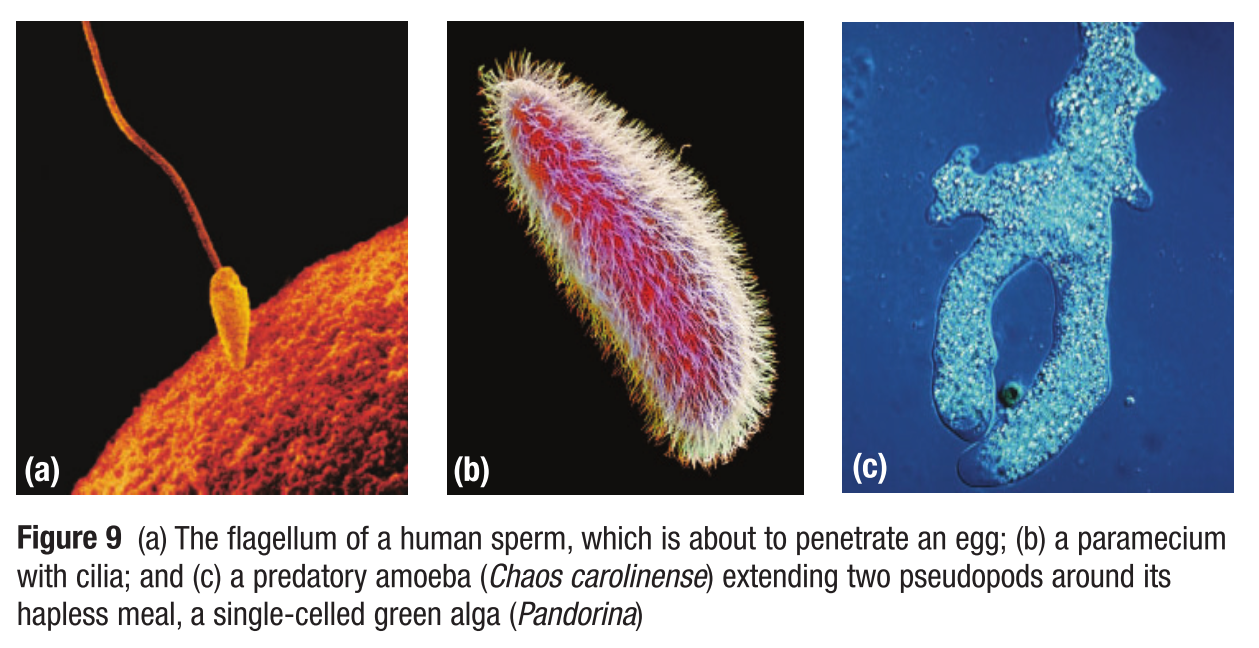 (a)
(b)
(c)
Figure 9 (a) The flagellum of a human sperm, which is about to penetrate an egg; (b) a paramecium
with cilia; and (c) a predatory amoeba (Chaos carolinense) extending two pseudopods around its
hapless meal, a single-celled green alga (Pandorina)